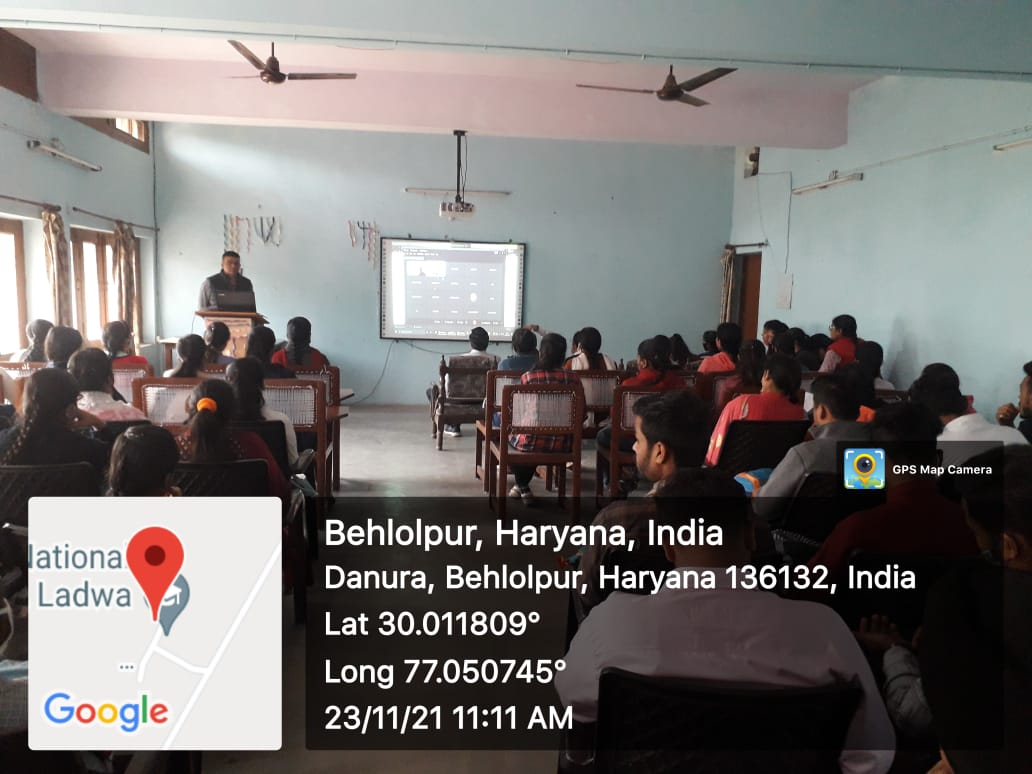 GPS Map Camera
Behlolpur, Haryana, India
Danura, Behlolpur, Haryana 136132, India
Lat 30.011809°
Long 77.050745°
23/11/21 11:11 AM
National
Ladwa
...
Google